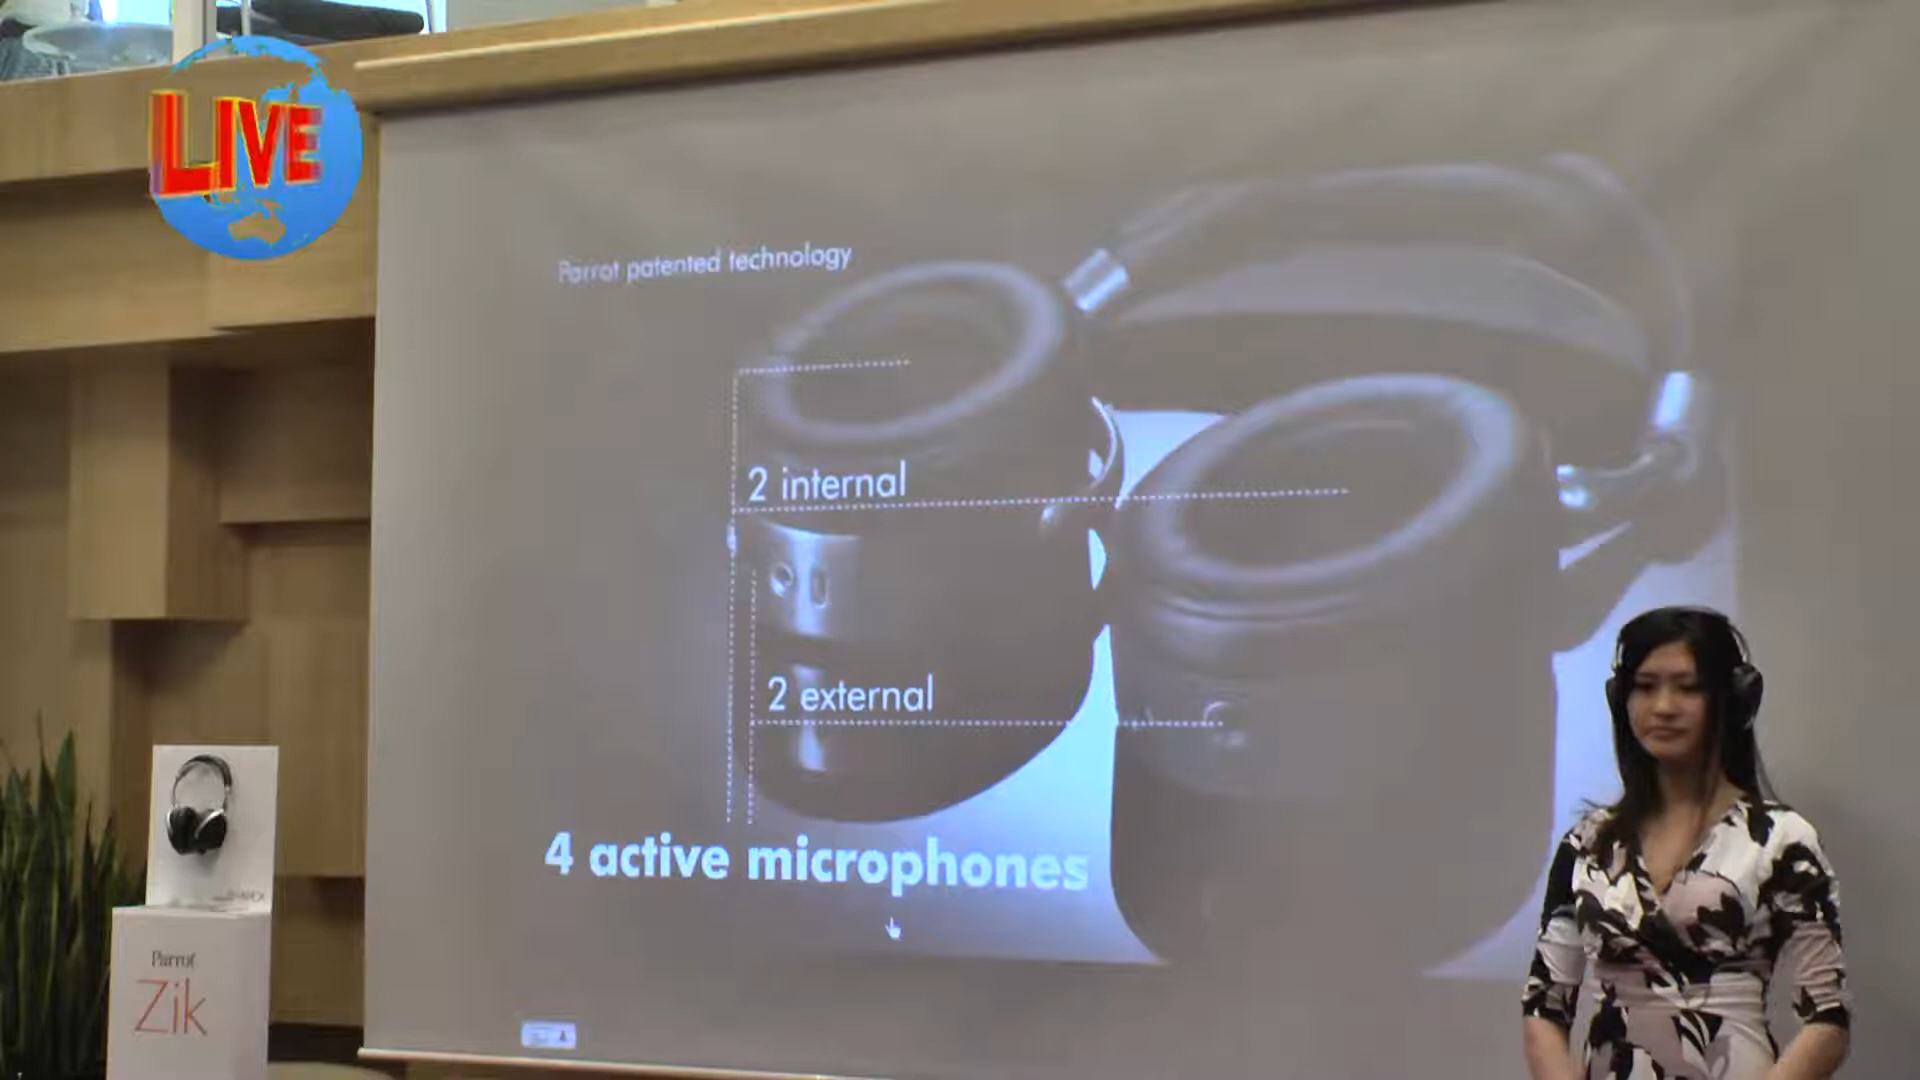 LIVE
Parrot patented technology
2 internal
2 external
4 active microphones
Parrot
Zik